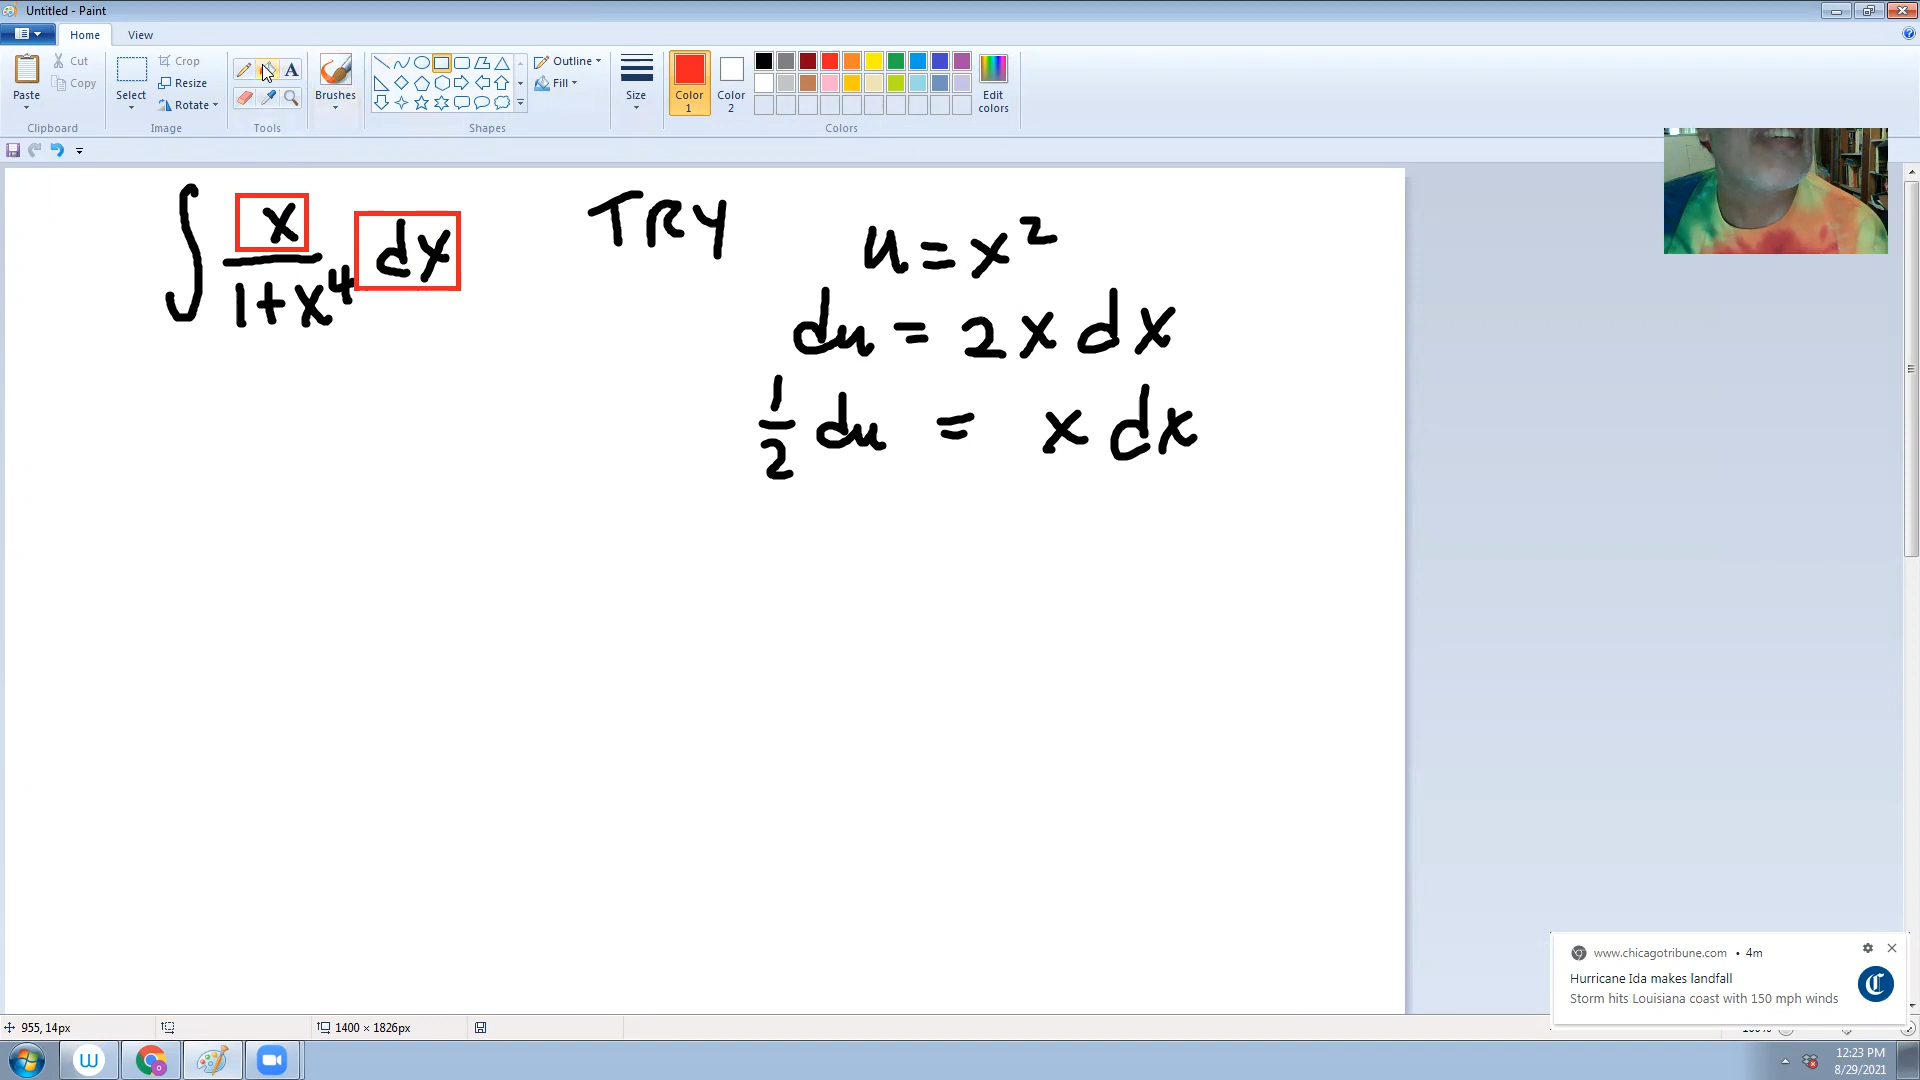 Untitled - Paint
Home
View
Paste
Cut
Copy
Clipboard
Select
Crop
Resize
Rotate
Image
A
Tools
Brushes
Outline
Fill
Shapes
Size
Color 1
Color 2
Edit colors
Colors
∫ x / 1+x⁴ dx
TRY
u = x²
du = 2x dx
½ du = x dx
www.chicagotribune.com • 4m
Hurricane Ida makes landfall
Storm hits Louisiana coast with 150 mph winds
C
955, 14px
1400 × 1826px
W
12:23 PM
8/29/2021